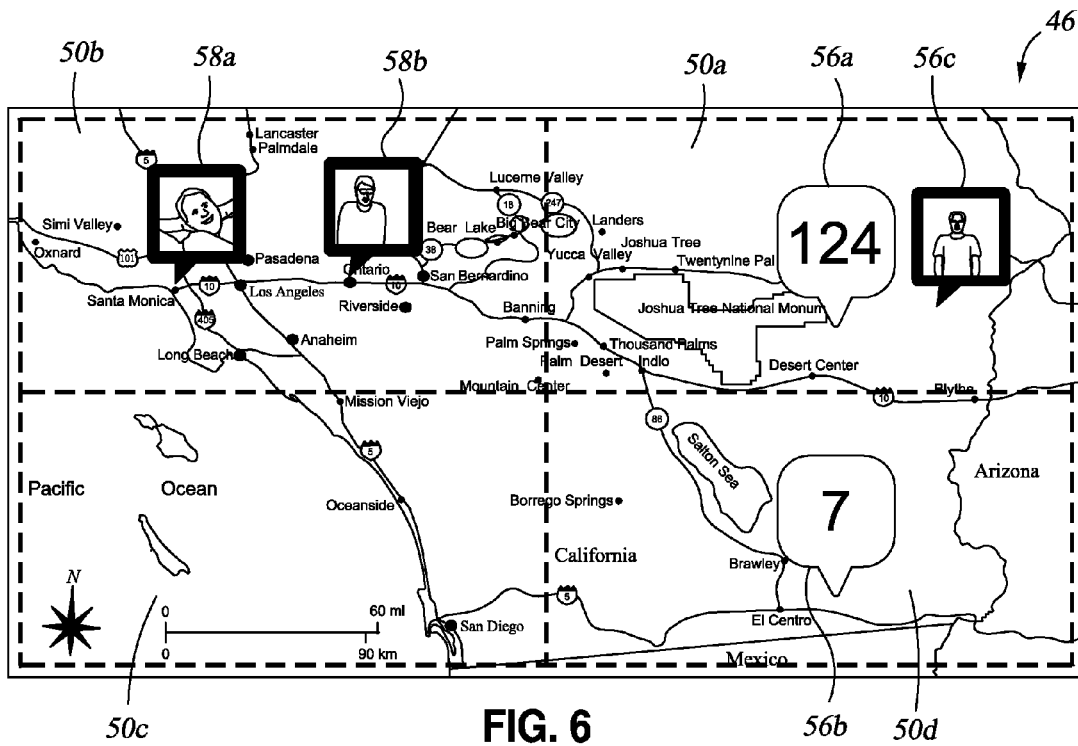 50b
58a
58b
50a
56a
56c
46
Lancaster
Palmdale
5
Lucerne Valley
18
247
Simi Valley
Oxnard
101
Pasadena
Bear Lake
Big Bear City
Landers
124
38
Joshua Tree
Yucca Valley
Twentynine Pal
Ontario
San Bernardino
Santa Monica
10
Los Angeles
10
Riverside
Banning
Joshua Tree National Monum
405
Anaheim
Palm Springs
Thousand Palms
Long Beach
Palm Desert
Indio
Desert Center
Mountain Center
10
Blythe
Mission Viejo
86
5
Salton Sea
Arizona
Pacific
Ocean
Oceanside
Borrego Springs
7
California
Brawley
N
0
60 mi
5
San Diego
El Centro
0
90 km
Mexico
50c
FIG. 6
56b
50d